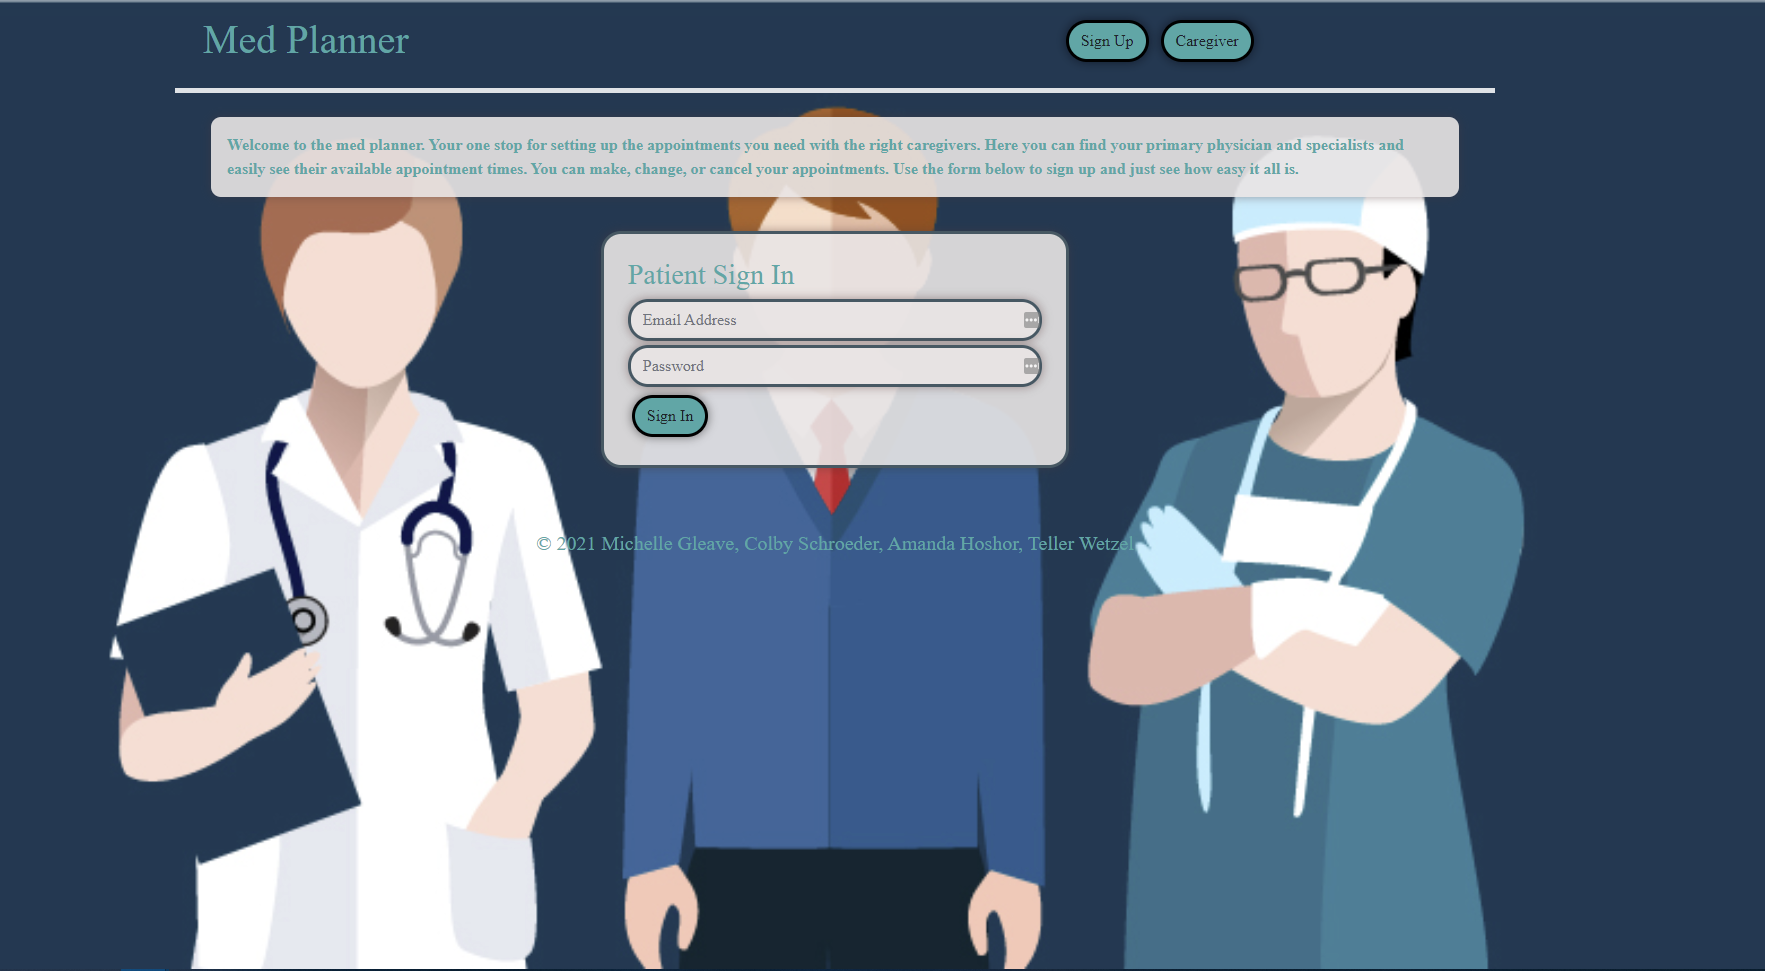 Med Planner
Sign Up
Caregiver
Welcome to the med planner. Your one stop for setting up the appointments you need with the right caregivers. Here you can find your primary physician and specialists and
easily see their available appointment times. You can make, change, or cancel your appointments. Use the form below to sign up and just see how easy it all is.
Patient Sign In
Email Address
Password
Sign In
© 2021 Michelle Gleave, Colby Schroeder, Amanda Hoshor, Teller Wetzel